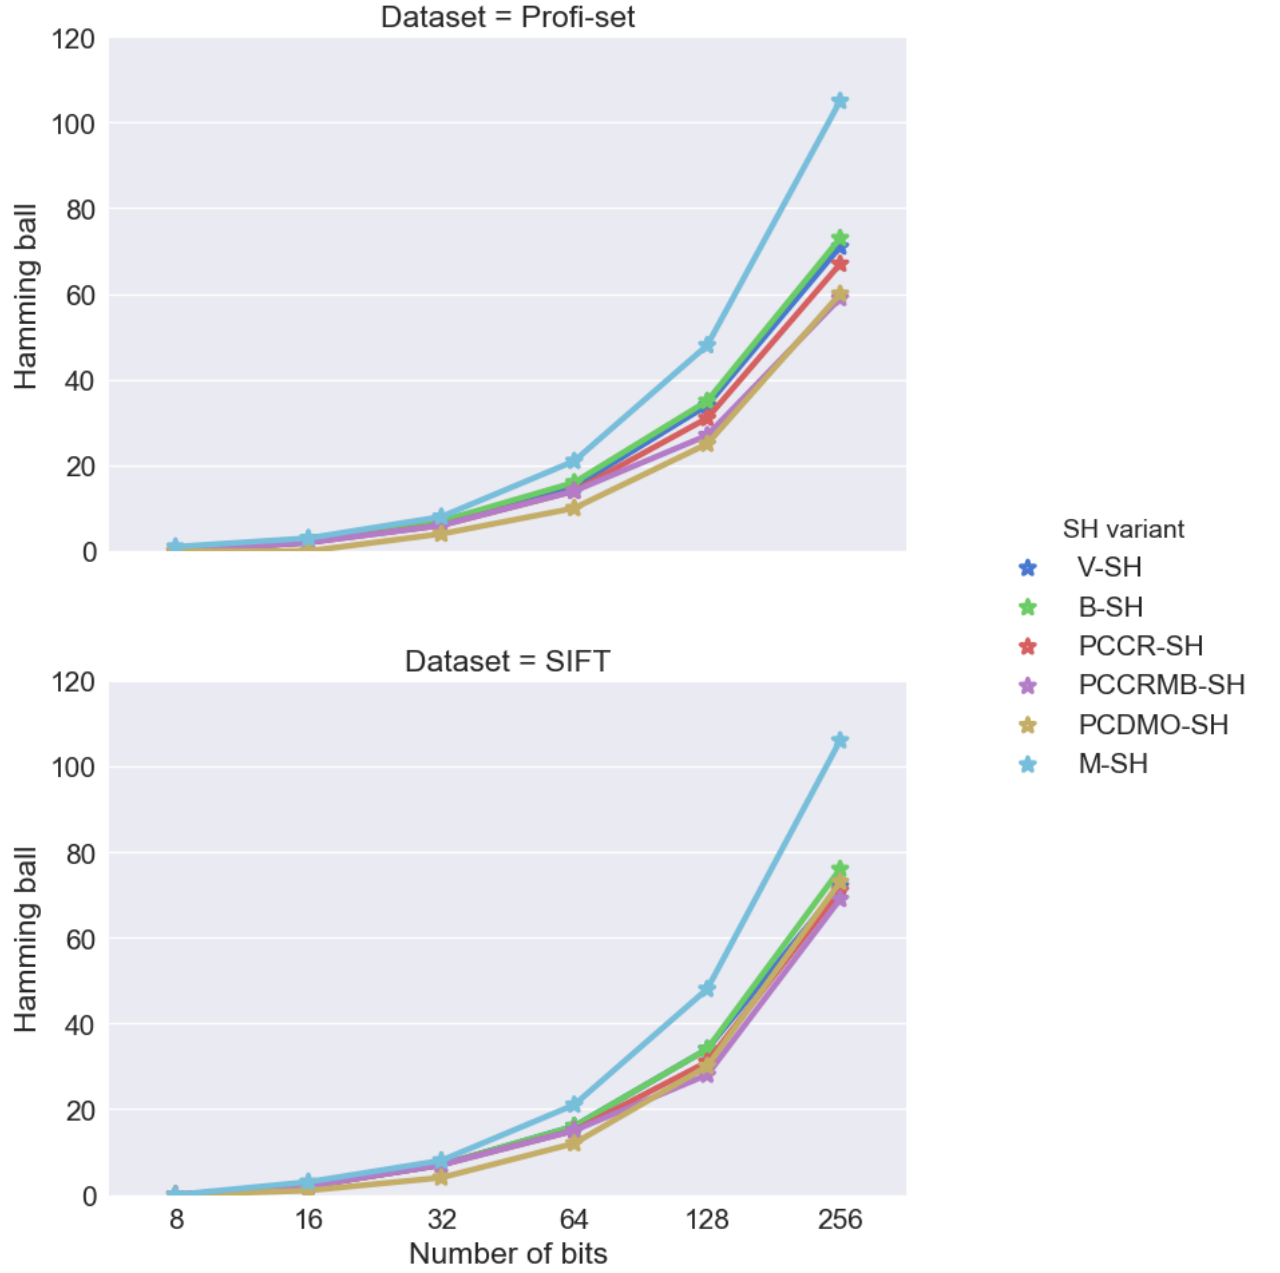 Dataset = Profi-set
120
100
80
60
40
20
0
Hamming ball
SH variant
V-SH
B-SH
PCCR-SH
PCCRMB-SH
PCDMO-SH
M-SH
Dataset = SIFT
120
100
80
60
40
20
0
Hamming ball
8 16 32 64 128 256
Number of bits